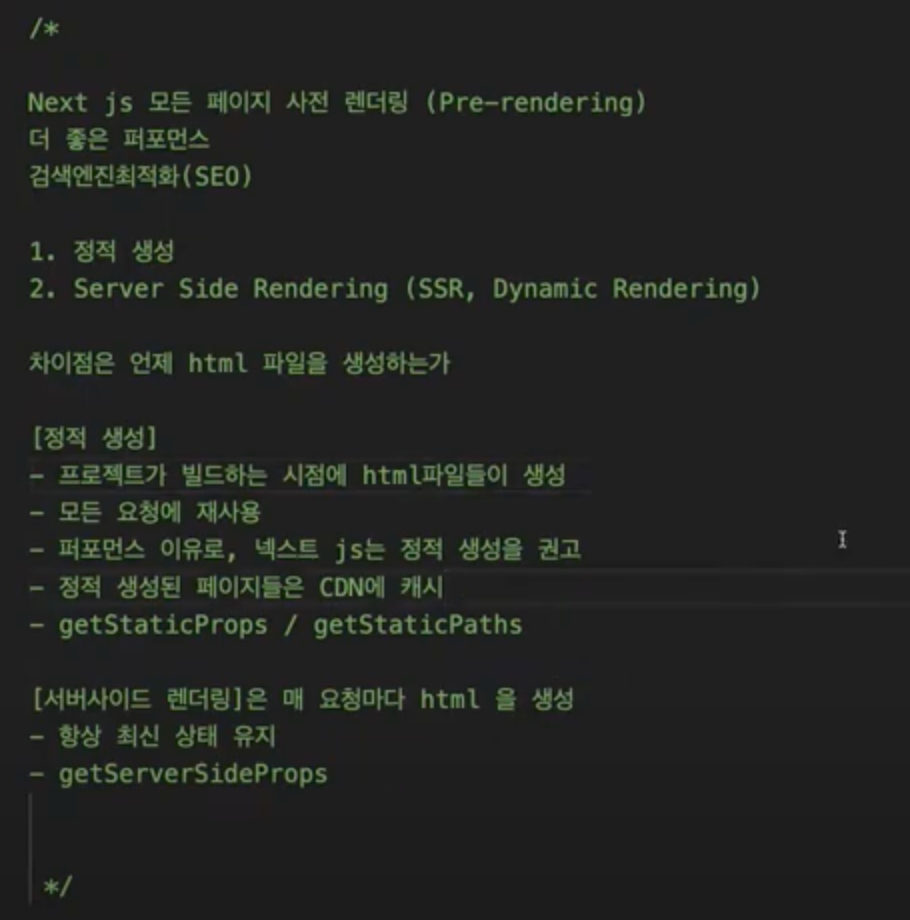 /*
Next js 모든 페이지 사전 렌더링 (Pre-rendering)
더 좋은 퍼포먼스
검색엔진최적화(SEO)
1. 정적 생성
2. Server Side Rendering (SSR, Dynamic Rendering)
차이점은 언제 html 파일을 생성하는가
[정적 생성]
- 프로젝트가 빌드하는 시점에 html파일들이 생성
- 모든 요청에 재사용
- 퍼포먼스 이유로, 넥스트 js는 정적 생성을 권고
- 정적 생성된 페이지들은 CDN에 캐시
- getStaticProps / getStaticPaths
[서버사이드 렌더링]은 매 요청마다 html 을 생성
- 항상 최신 상태 유지
- getServerSideProps
*/